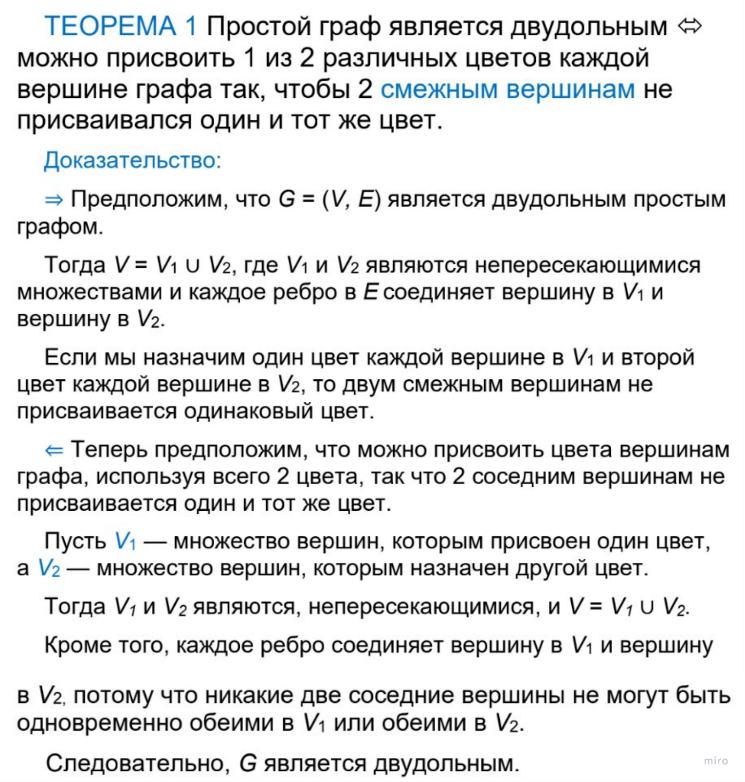 ТЕОРЕМА 1 Простой граф является двудольным ⇔
можно присвоить 1 из 2 различных цветов каждой
вершине графа так, чтобы 2 смежным вершинам не
присваивался один и тот же цвет.
Доказательство:
⇒ Предположим, что G = (V, E) является двудольным простым
графом.
Тогда V = V₁ ∪ V₂, где V₁ и V₂ являются непересекающимися
множествами и каждое ребро в E соединяет вершину в V₁ и
вершину в V₂.
Если мы назначим один цвет каждой вершине в V₁ и второй
цвет каждой вершине в V₂, то двум смежным вершинам не
присваивается одинаковый цвет.
⇐ Теперь предположим, что можно присвоить цвета вершинам
графа, используя всего 2 цвета, так что 2 соседним вершинам не
присваивается один и тот же цвет.
Пусть V₁ — множество вершин, которым присвоен один цвет,
а V₂ — множество вершин, которым назначен другой цвет.
Тогда V₁ и V₂ являются, непересекающимися, и V = V₁ ∪ V₂.
Кроме того, каждое ребро соединяет вершину в V₁ и вершину
в V₂, потому что никакие две соседние вершины не могут быть
одновременно обеими в V₁ или обеими в V₂.
Следовательно, G является двудольным.
miro